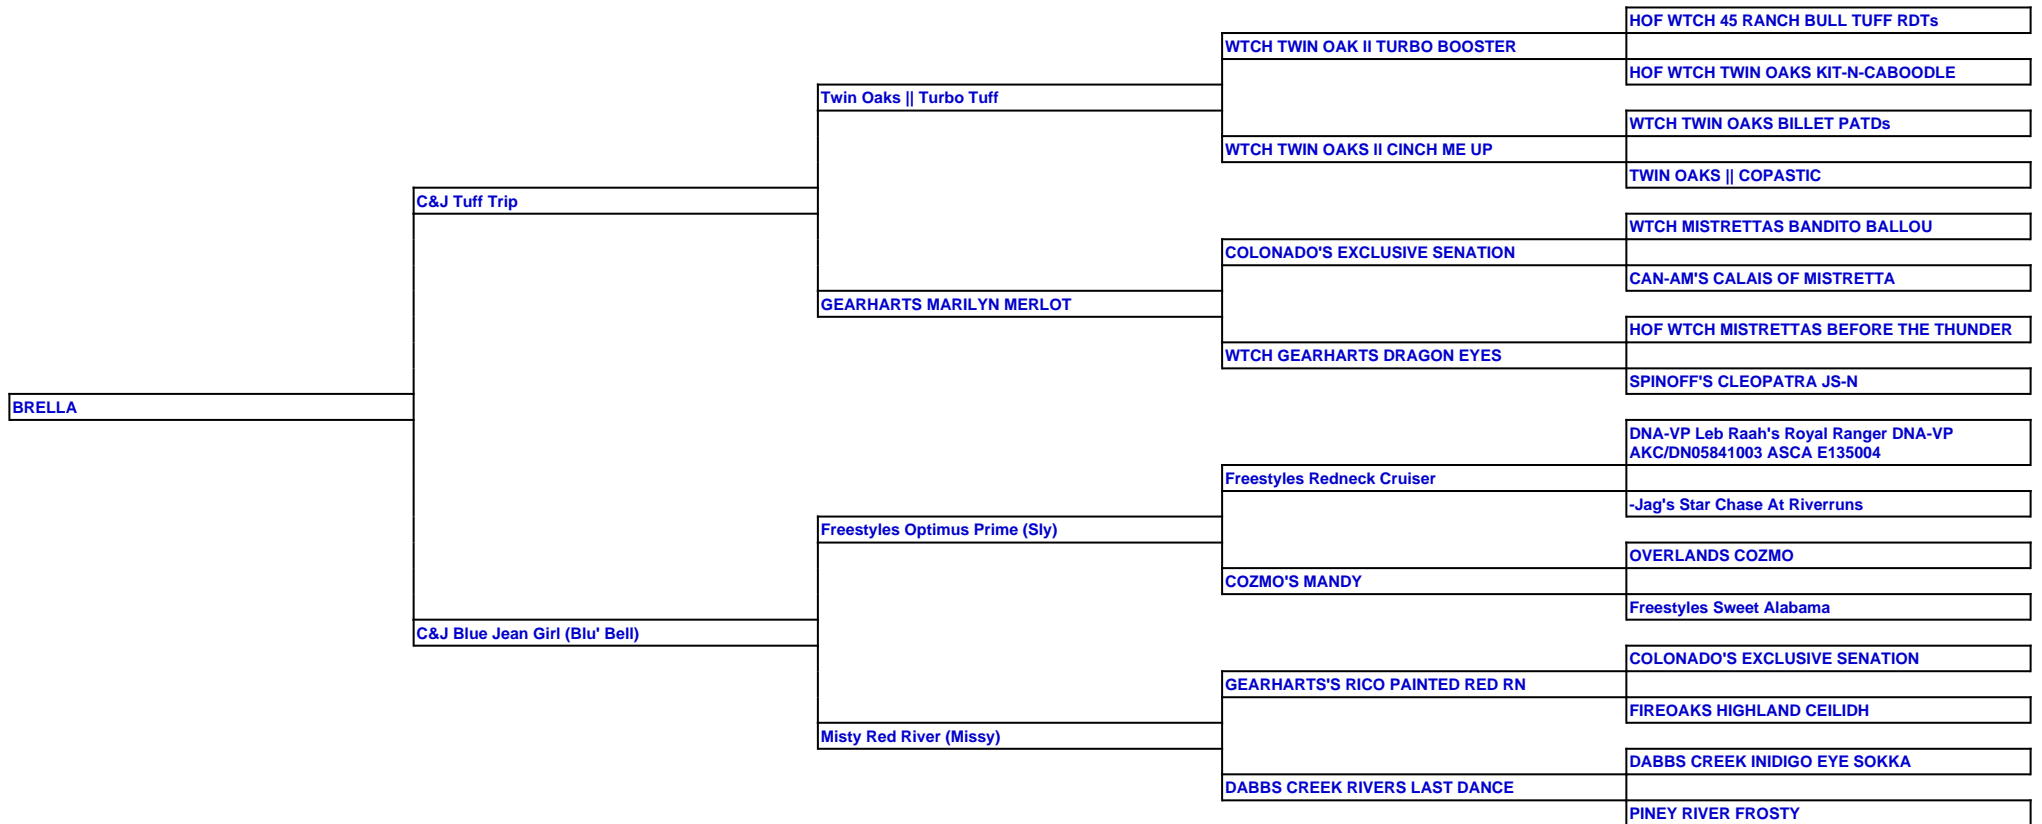 HOF WTCH 45 RANCH BULL TUFF RDTs
WTCH TWIN OAK II TURBO BOOSTER
HOF WTCH TWIN OAKS KIT-N-CABOODLE
Twin Oaks || Turbo Tuff
WTCH TWIN OAKS BILLET PATDs
WTCH TWIN OAKS II CINCH ME UP
TWIN OAKS || COPASTIC
C&J Tuff Trip
WTCH MISTRETTAS BANDITO BALLOU
COLONADO'S EXCLUSIVE SENATION
CAN-AM'S CALAIS OF MISTRETTA
GEARHARTS MARILYN MERLOT
HOF WTCH MISTRETTAS BEFORE THE THUNDER
WTCH GEARHARTS DRAGON EYES
SPINOFF'S CLEOPATRA JS-N
BRELLA
DNA-VP Leb Raah's Royal Ranger DNA-VP
AKC/DN05841003 ASCA E135004
Freestyles Redneck Cruiser
-Jag's Star Chase At Riverruns
Freestyles Optimus Prime (Sly)
OVERLANDS COZMO
COZMO'S MANDY
Freestyles Sweet Alabama
C&J Blue Jean Girl (Blu' Bell)
COLONADO'S EXCLUSIVE SENATION
GEARHARTS'S RICO PAINTED RED RN
FIREOAKS HIGHLAND CEILIDH
Misty Red River (Missy)
DABBS CREEK INIDIGO EYE SOKKA
DABBS CREEK RIVERS LAST DANCE
PINEY RIVER FROSTY